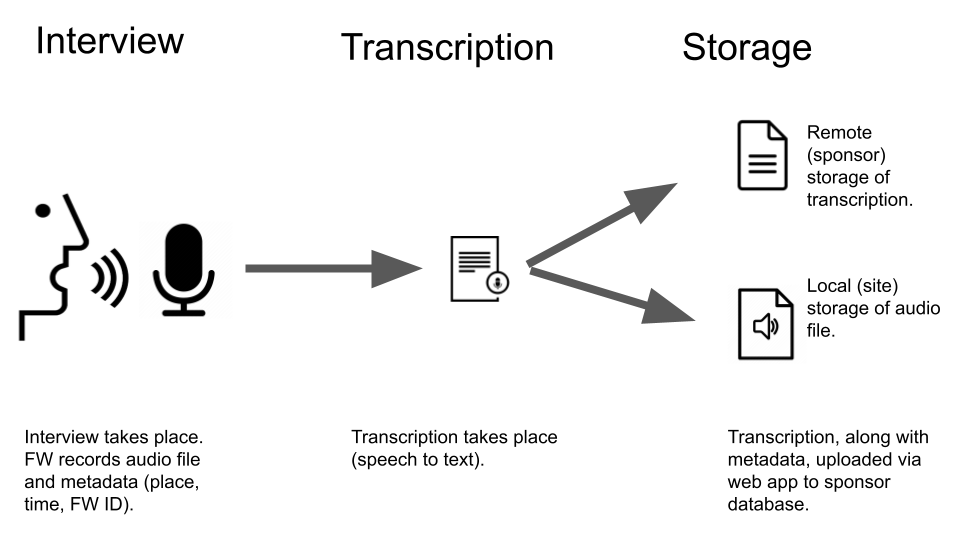 Interview
Transcription
Storage
Remote
(sponsor)
storage of
transcription.
Local (site)
storage of audio
file.
Interview takes place.
FW records audio file
and metadata (place,
time, FW ID).
Transcription takes place
(speech to text).
Transcription, along with
metadata, uploaded via
web app to sponsor
database.